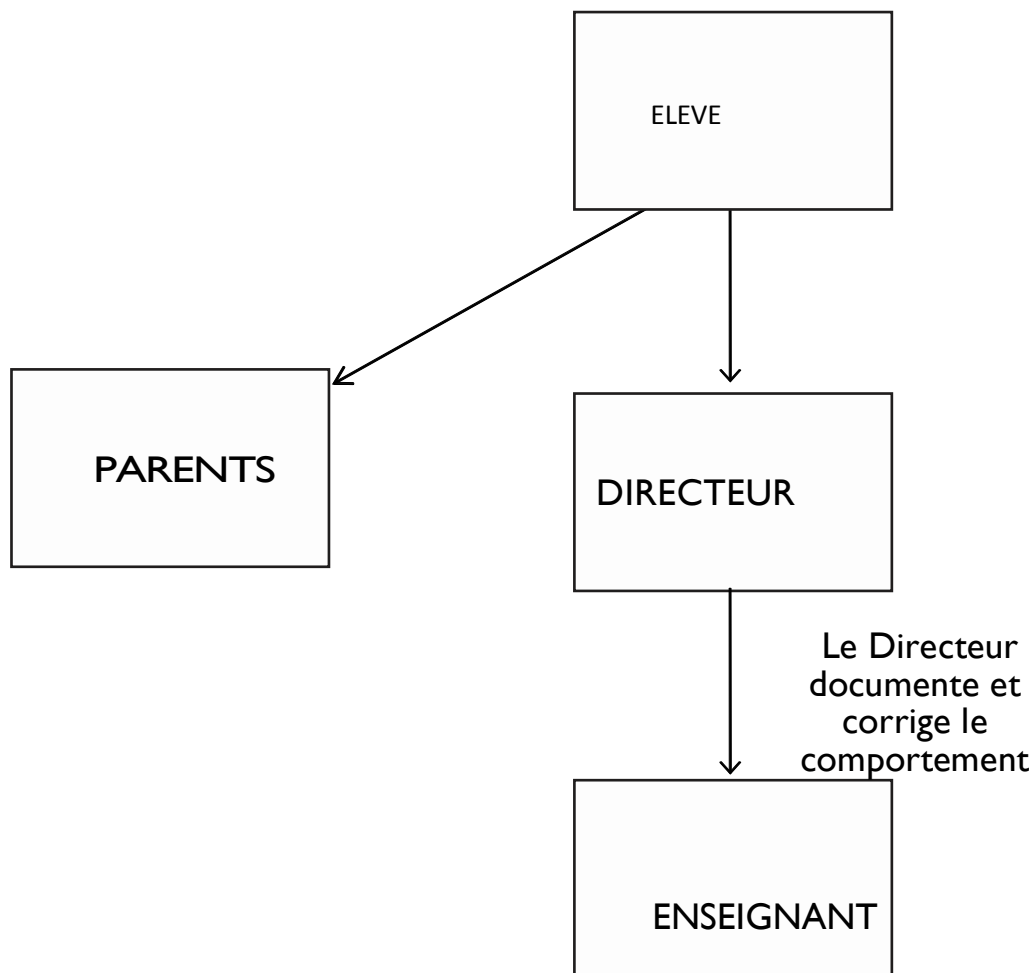 ELEVE
PARENTS
DIRECTEUR
Le Directeur
documente et
corrige le
comportement
ENSEIGNANT